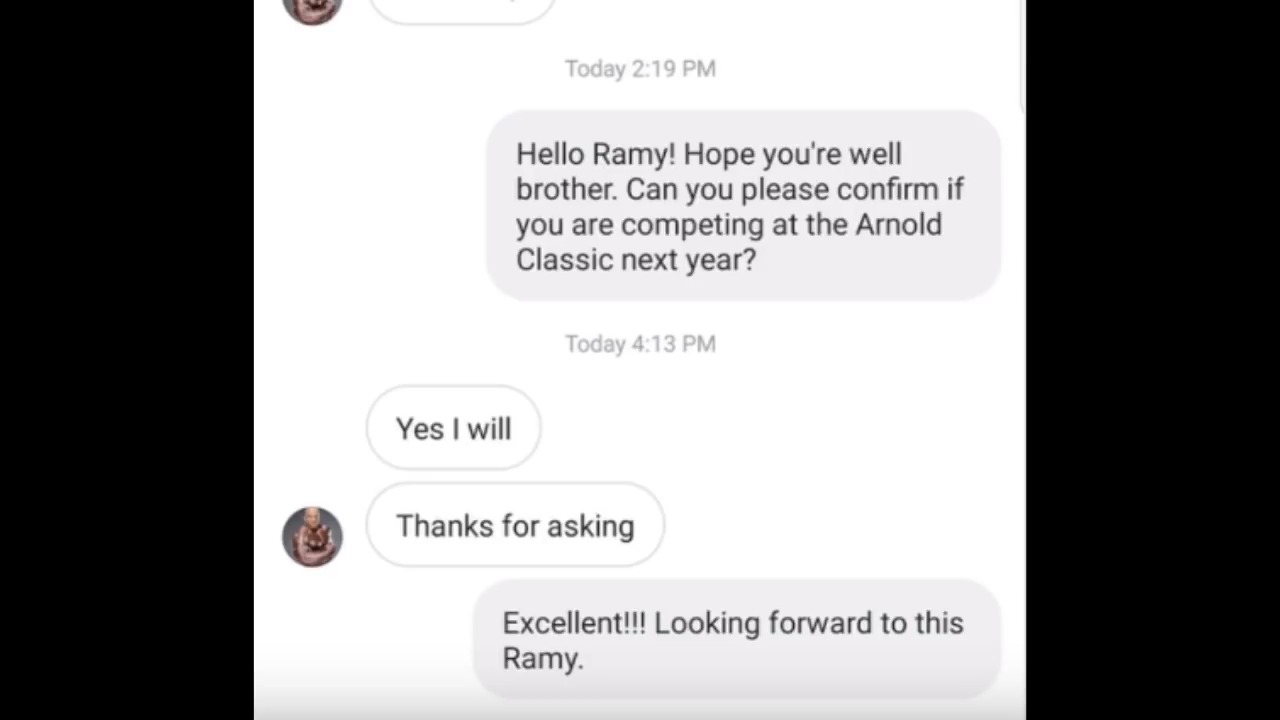 Today 2:19 PM
Hello Ramy! Hope you're well
brother. Can you please confirm if
you are competing at the Arnold
Classic next year?
Today 4:13 PM
Yes I will
Thanks for asking
Excellent!!! Looking forward to this
Ramy.